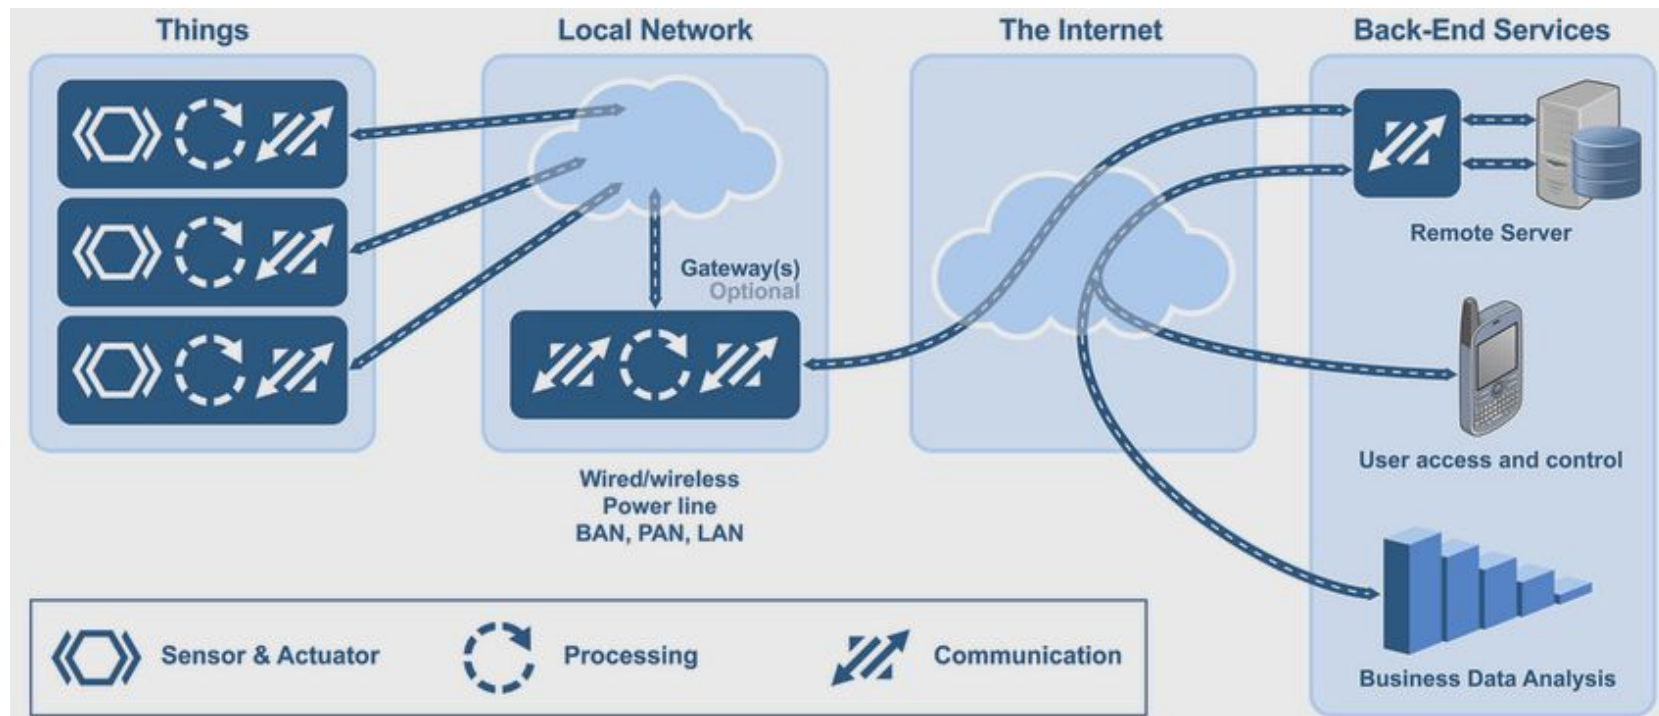 Things
Local Network
The Internet
Back-End Services
Gateway(s)
Optional
Wired/wireless
Power line
BAN, PAN, LAN
Remote Server
User access and control
Business Data Analysis
Sensor & Actuator
Processing
Communication